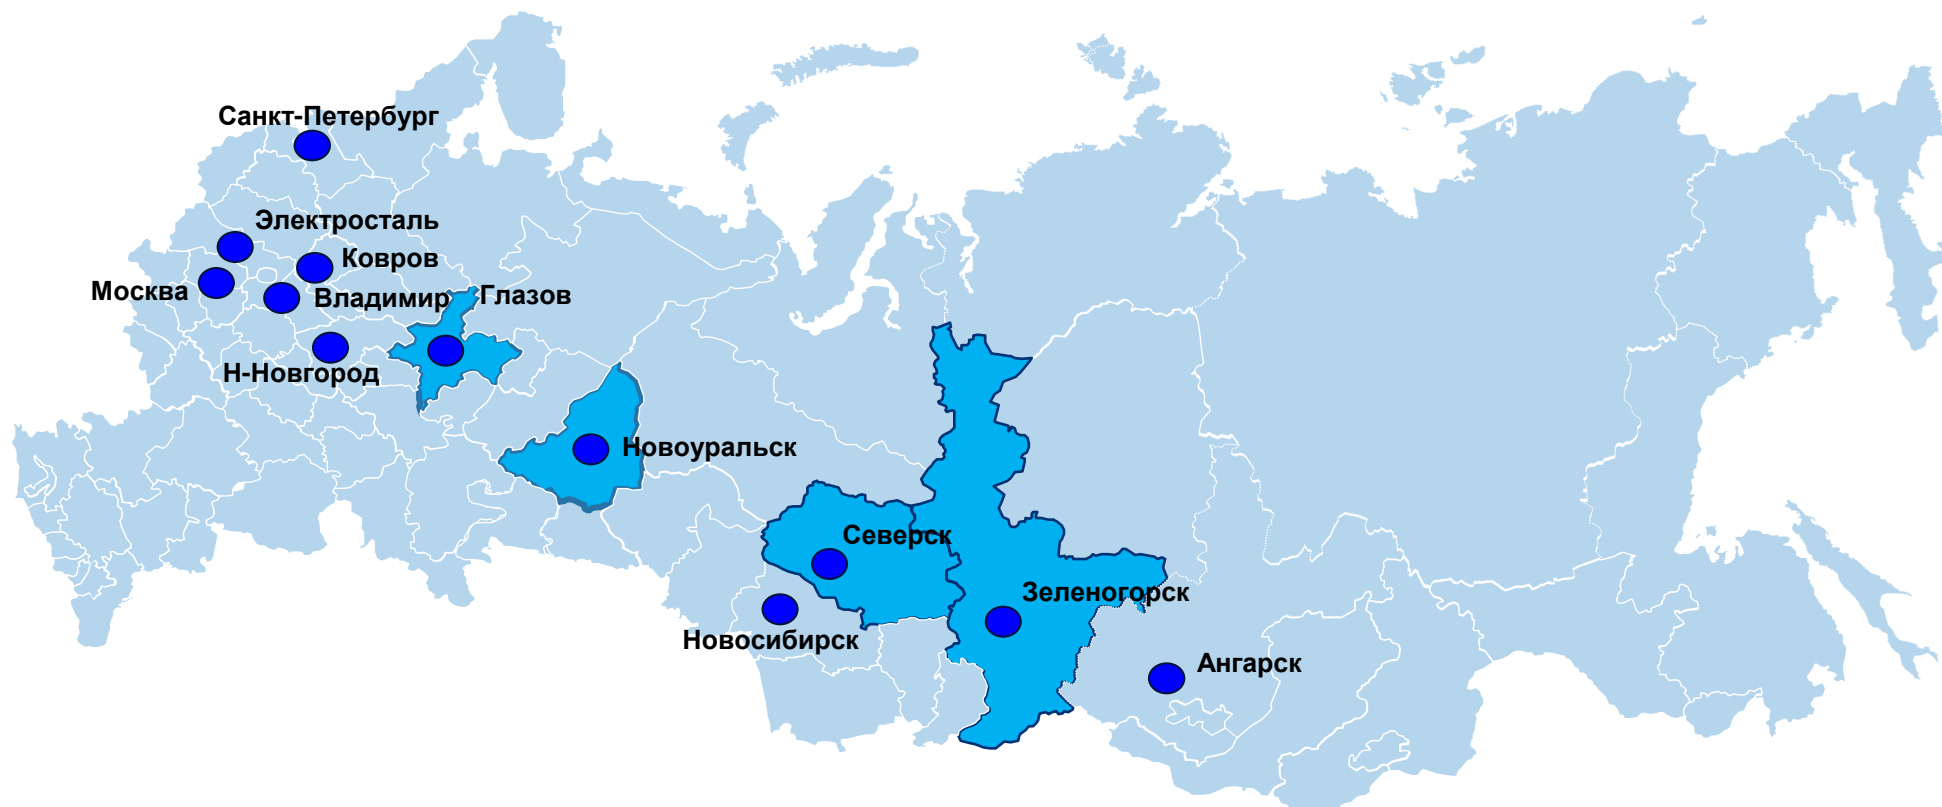 Санкт-Петербург
Электросталь
Ковров
Москва
Владимир
Глазов
Н-Новгород
Новоуральск
Северск
Зеленогорск
Новосибирск
Ангарск